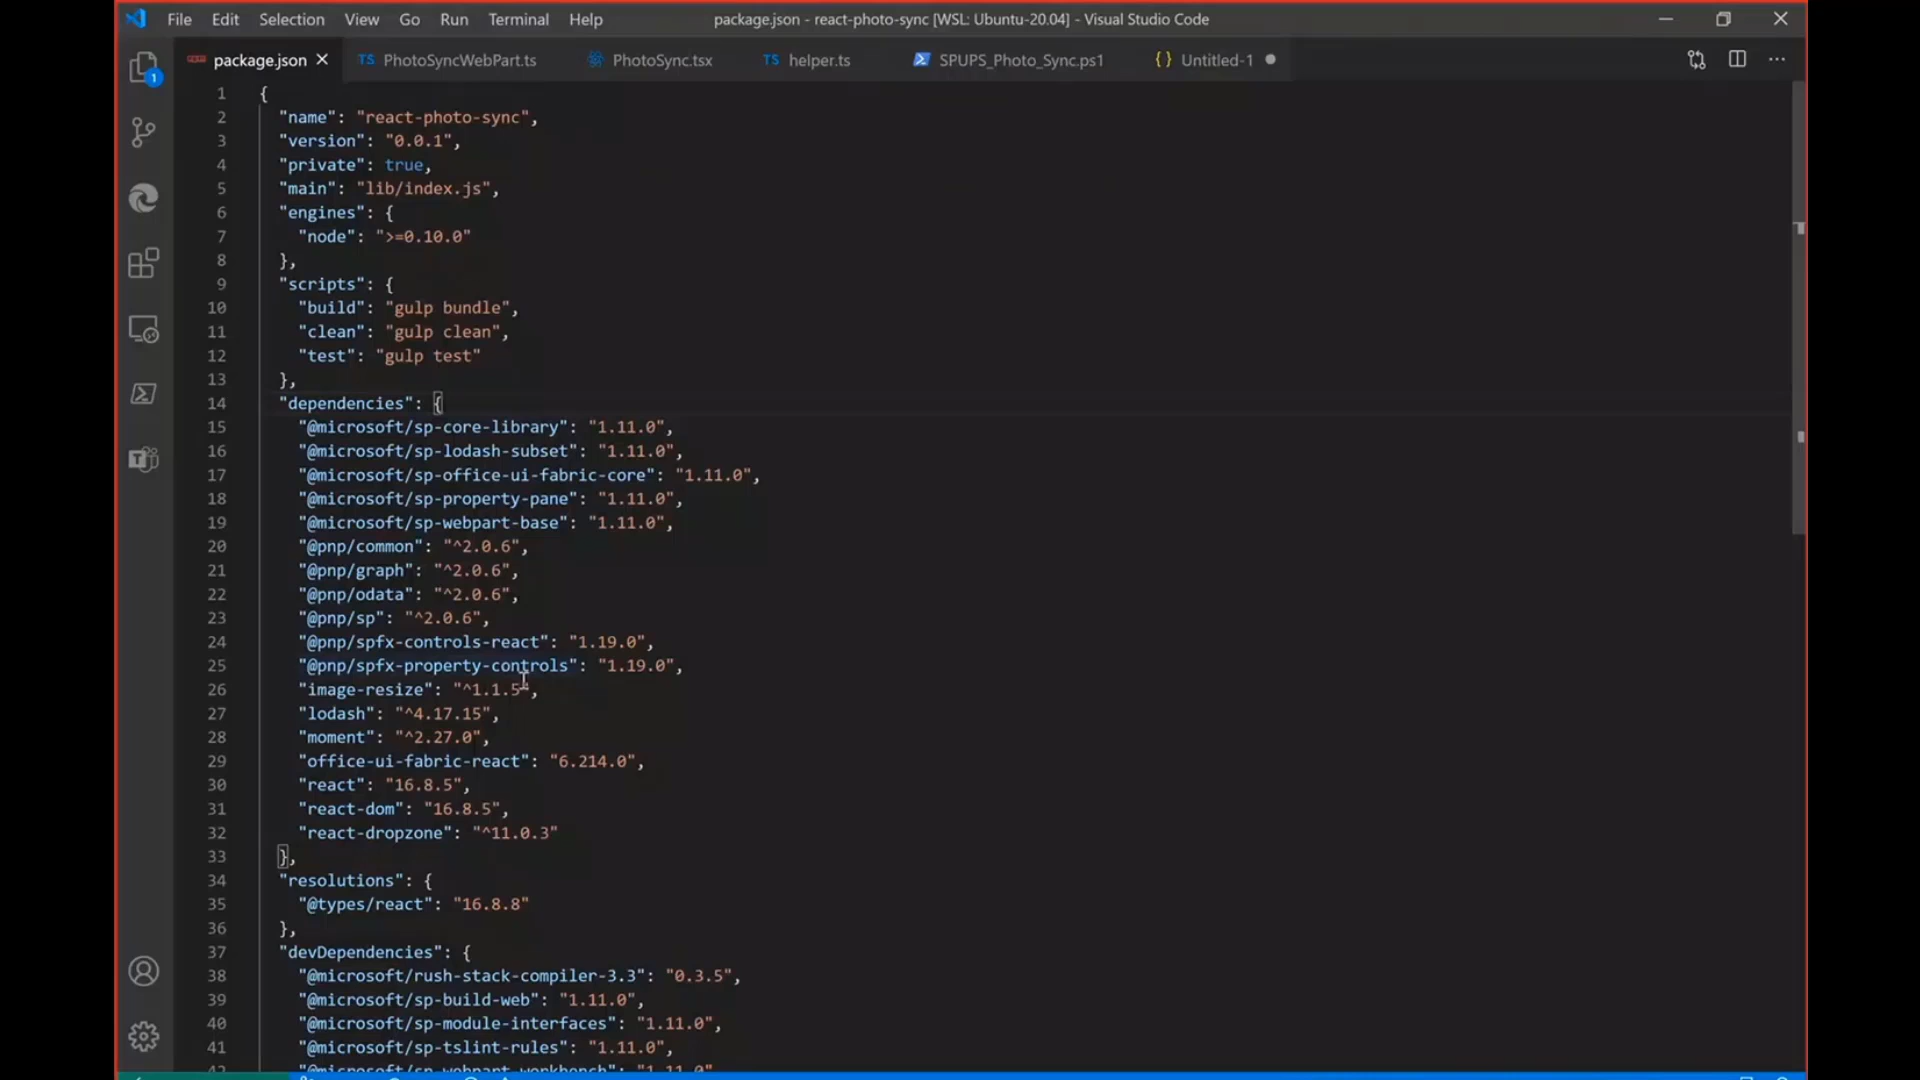 File Edit Selection View Go Run Terminal Help package.json - react-photo-sync [WSL: Ubuntu-20.04] - Visual Studio Code
package.json PhotoSyncWebPart.ts PhotoSync.tsx helper.ts SPUPS_Photo_Sync.ps1 Untitled-1
1 {
2 "name": "react-photo-sync",
3 "version": "0.0.1",
4 "private": true,
5 "main": "lib/index.js",
6 "engines": {
7 "node": ">=0.10.0"
8 },
9 "scripts": {
10 "build": "gulp bundle",
11 "clean": "gulp clean",
12 "test": "gulp test"
13 },
14 "dependencies": {
15 "@microsoft/sp-core-library": "1.11.0",
16 "@microsoft/sp-lodash-subset": "1.11.0",
17 "@microsoft/sp-office-ui-fabric-core": "1.11.0",
18 "@microsoft/sp-property-pane": "1.11.0",
19 "@microsoft/sp-webpart-base": "1.11.0",
20 "@pnp/common": "^2.0.6",
21 "@pnp/graph": "^2.0.6",
22 "@pnp/odata": "^2.0.6",
23 "@pnp/sp": "^2.0.6",
24 "@pnp/spfx-controls-react": "1.19.0",
25 "@pnp/spfx-property-controls": "1.19.0",
26 "image-resize": "^1.1.5",
27 "lodash": "^4.17.15",
28 "moment": "^2.27.0",
29 "office-ui-fabric-react": "6.214.0",
30 "react": "16.8.5",
31 "react-dom": "16.8.5",
32 "react-dropzone": "^11.0.3"
33 },
34 "resolutions": {
35 "@types/react": "16.8.8"
36 },
37 "devDependencies": {
38 "@microsoft/rush-stack-compiler-3.3": "0.3.5",
39 "@microsoft/sp-build-web": "1.11.0",
40 "@microsoft/sp-module-interfaces": "1.11.0",
41 "@microsoft/sp-tslint-rules": "1.11.0",
42 "@microsoft/sp-webpart-workbench": "1.11.0"